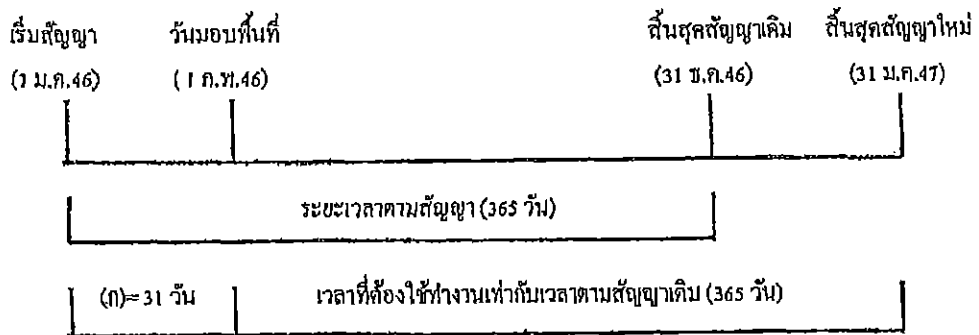 เริ่มสัญญา วันมอบพื้นที่ สิ้นสุดสัญญาเดิม สิ้นสุดสัญญาใหม่
(1 ม.ค.46) (1 ก.พ.46) (31 ธ.ค.46) (31 ม.ค.47)
ระยะเวลาตามสัญญา (365 วัน)
(ก)= 31 วัน เวลาที่ต้องใช้ทำงานเท่ากับเวลาตามสัญญาเดิม (365 วัน)